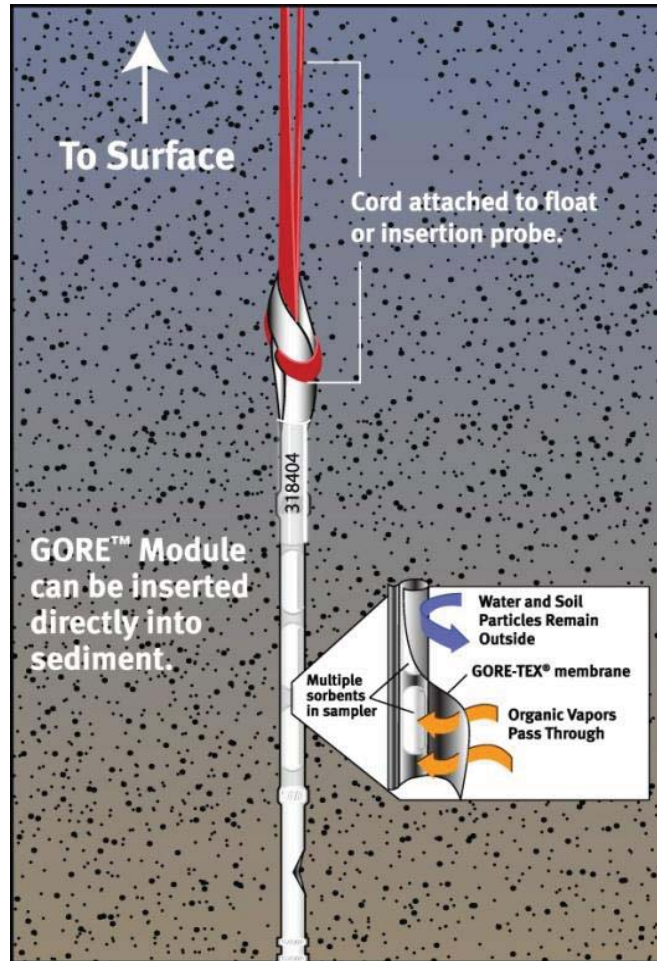 To Surface
Cord attached to float
or insertion probe.
318404
GORE™ Module
can be inserted
directly into
sediment.
Water and Soil
Particles Remain
Outside
GORE-TEX® membrane
Multiple
sorbents
in sampler
Organic Vapors
Pass Through